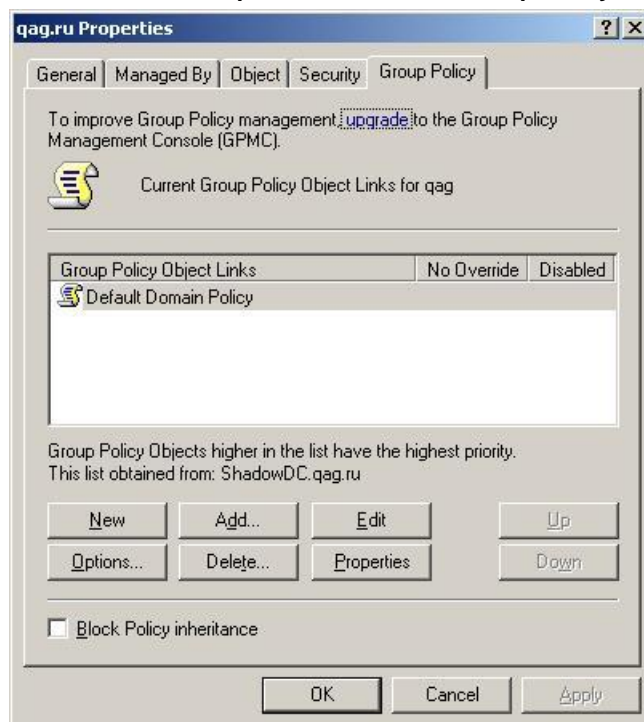 qag.ru Properties
General Managed By Object Security Group Policy
To improve Group Policy management, upgrade to the Group Policy
Management Console (GPMC).
Current Group Policy Object Links for qag
Group Policy Object Links No Override Disabled
Default Domain Policy
Group Policy Objects higher in the list have the highest priority.
This list obtained from: ShadowDC.qag.ru
New Add... Edit Up
Options... Delete... Properties Down
Block Policy inheritance
OK Cancel Apply